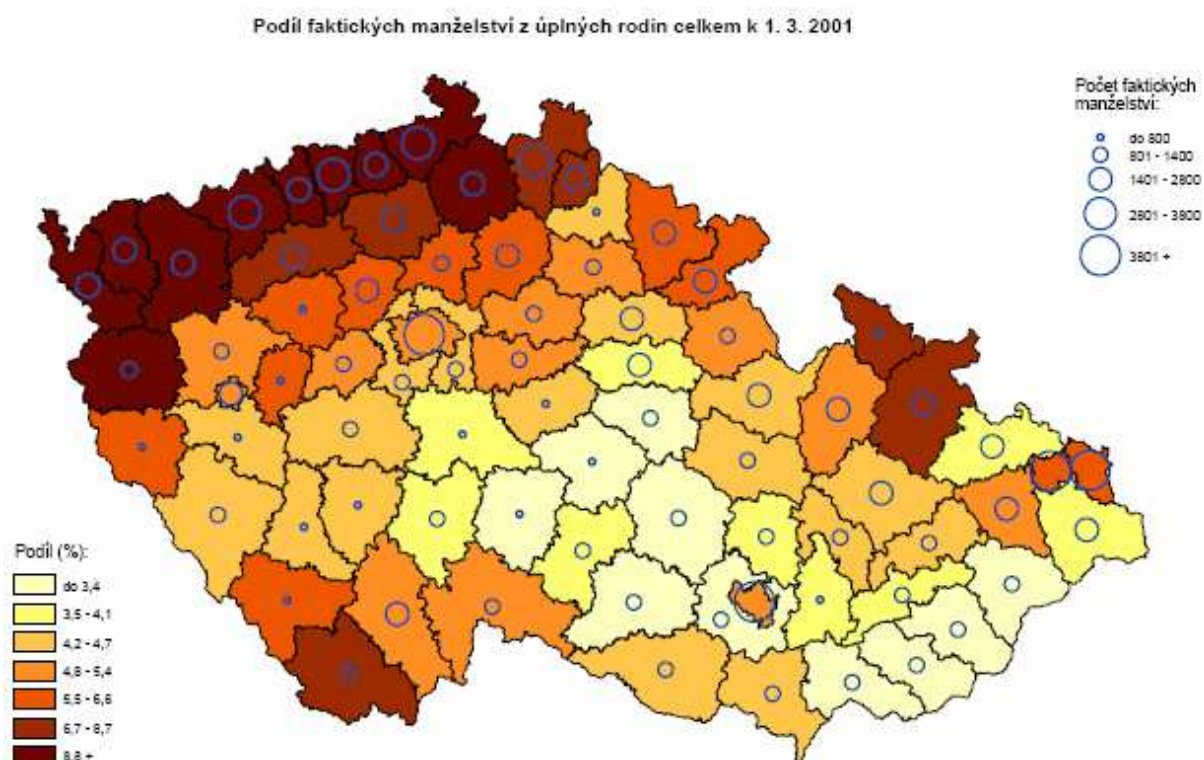 Podíl faktických manželství z úplných rodin celkem k 1. 3. 2001
Počet faktických
manželství:
do 800
801 - 1400
1401 - 2800
2801 - 3800
3801 +
Podíl (%):
do 3,4
3,5 - 4,1
4,2 - 4,7
4,8 - 5,4
5,5 - 6,6
6,7 - 8,7
8,8 +